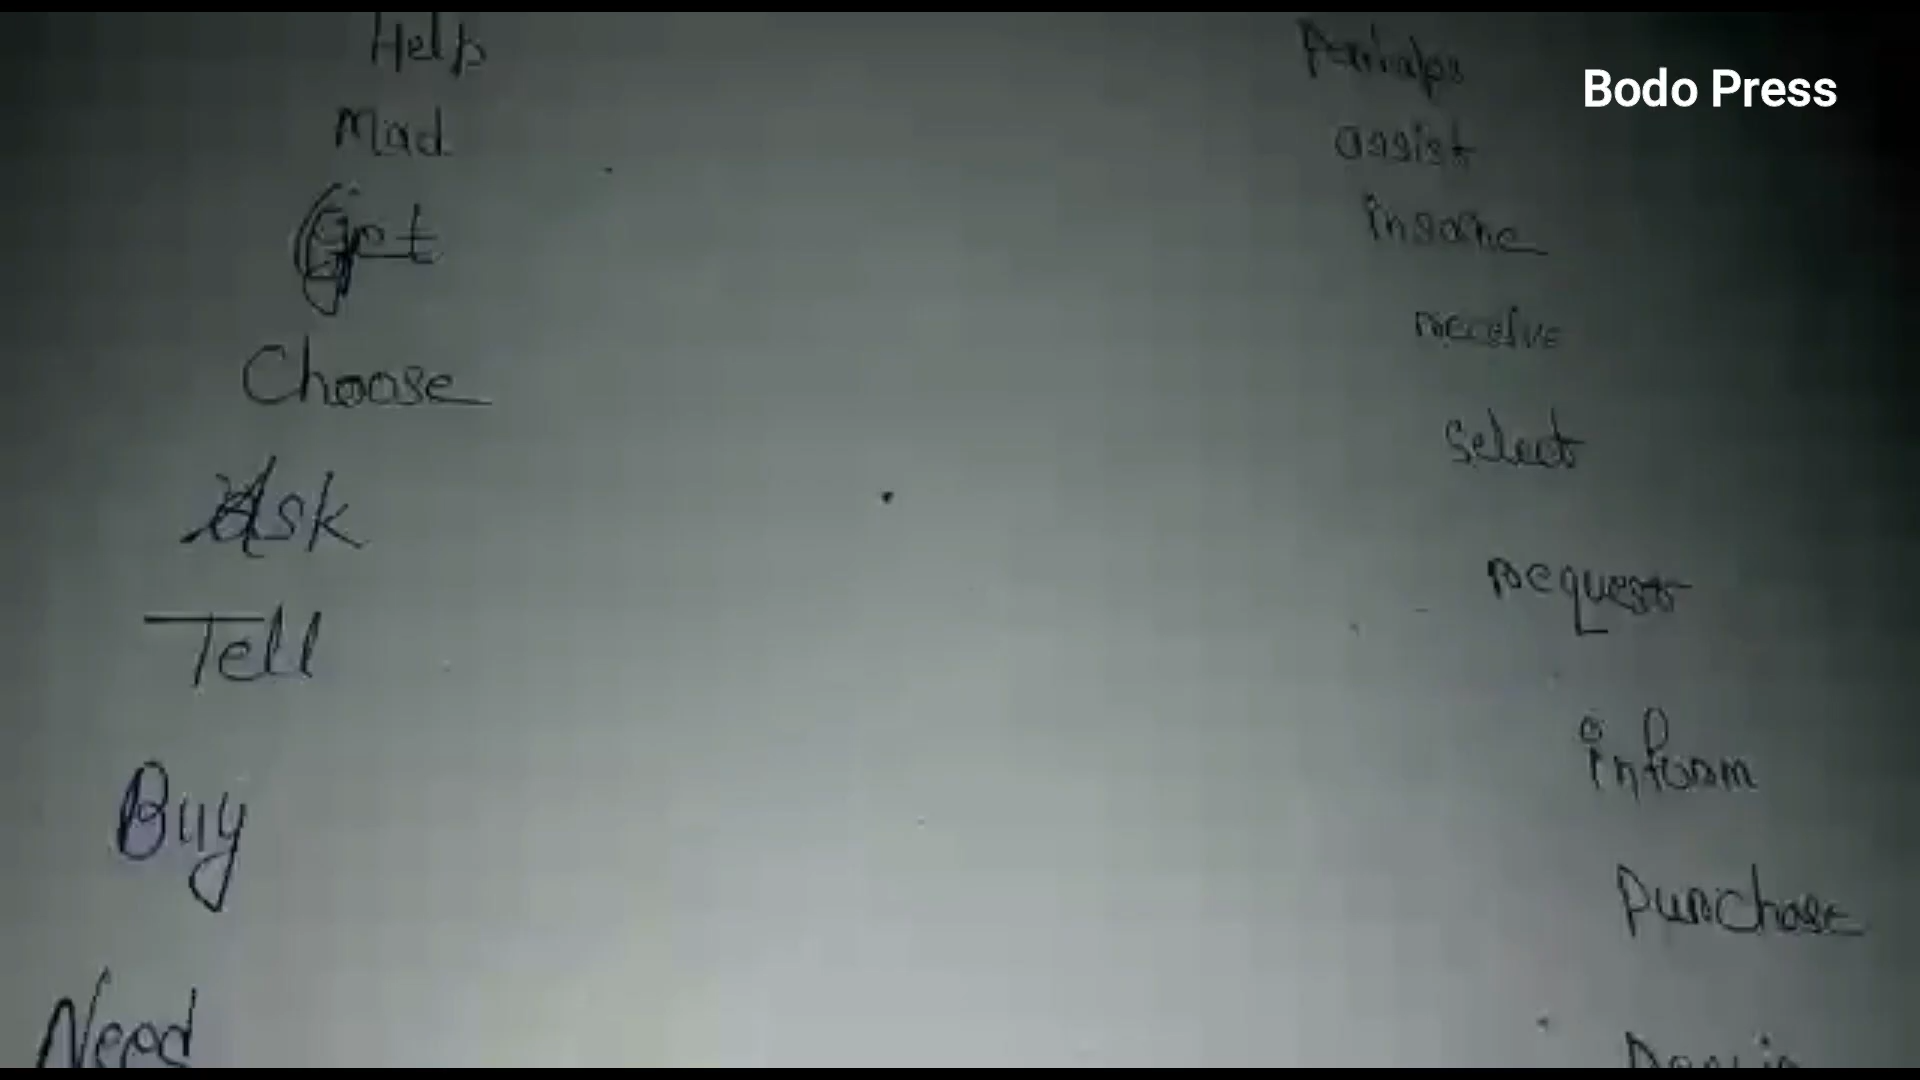 Help
Perhaps
Bodo Press
Mad
assist
Get
insane
receive
Choose
select
Ask
request
Tell
inform
Buy
Purchase
Need